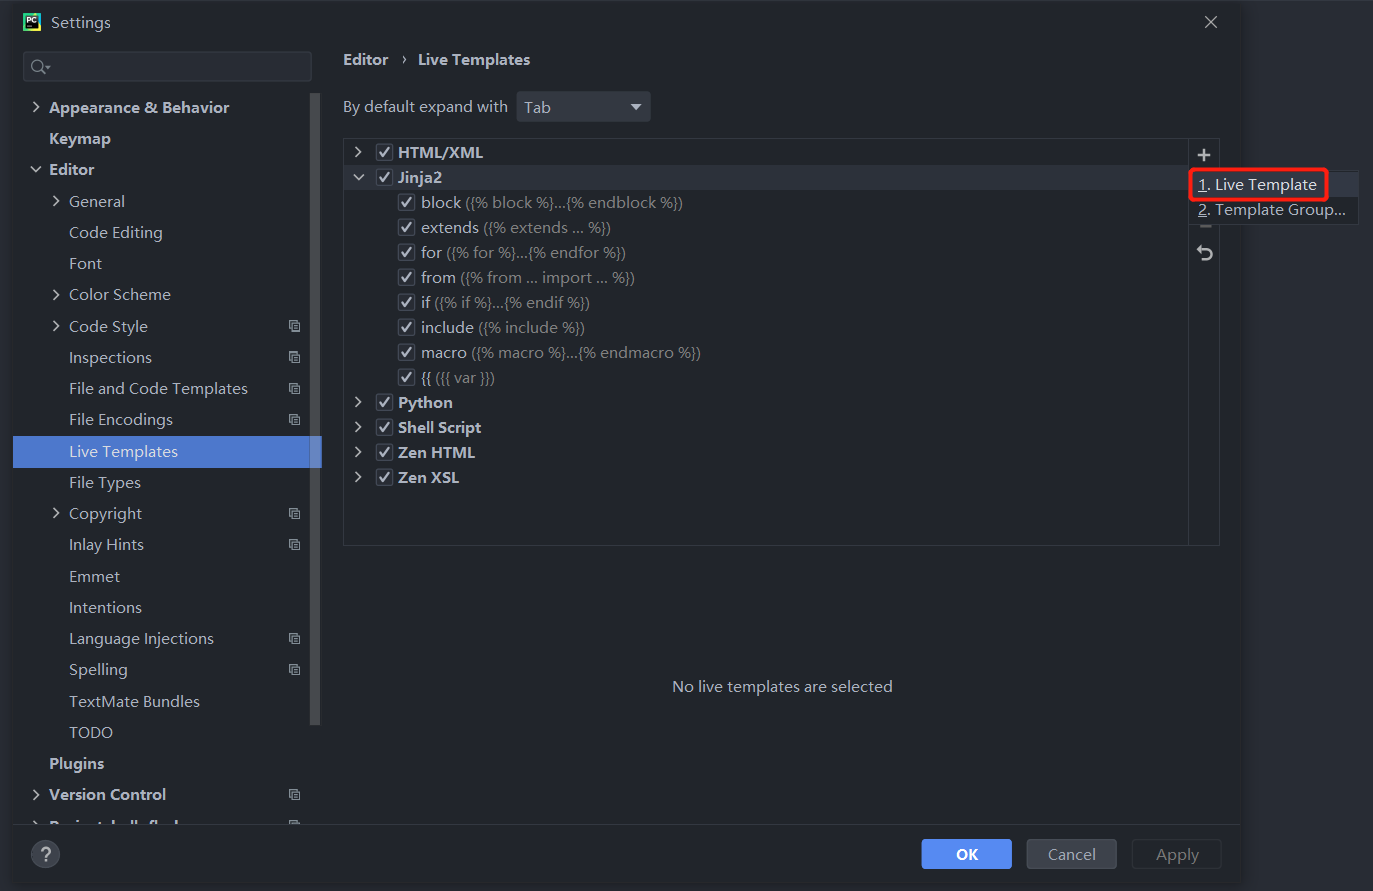 PC
Settings
Editor › Live Templates
By default expand with Tab
Appearance & Behavior
Keymap
Editor
General
Code Editing
Font
Color Scheme
Code Style
Inspections
File and Code Templates
File Encodings
Live Templates
File Types
Copyright
Inlay Hints
Emmet
Intentions
Language Injections
Spelling
TextMate Bundles
TODO
Plugins
Version Control
HTML/XML
Jinja2
block ({% block %}...{% endblock %})
extends ({% extends ... %})
for ({% for %}...{% endfor %})
from ({% from ... import ... %})
if ({% if %}...{% endif %})
include ({% include %})
macro ({% macro %}...{% endmacro %})
{{ ({{ var }})
Python
Shell Script
Zen HTML
Zen XSL
1. Live Template
2. Template Group...
No live templates are selected
?
OK
Cancel
Apply